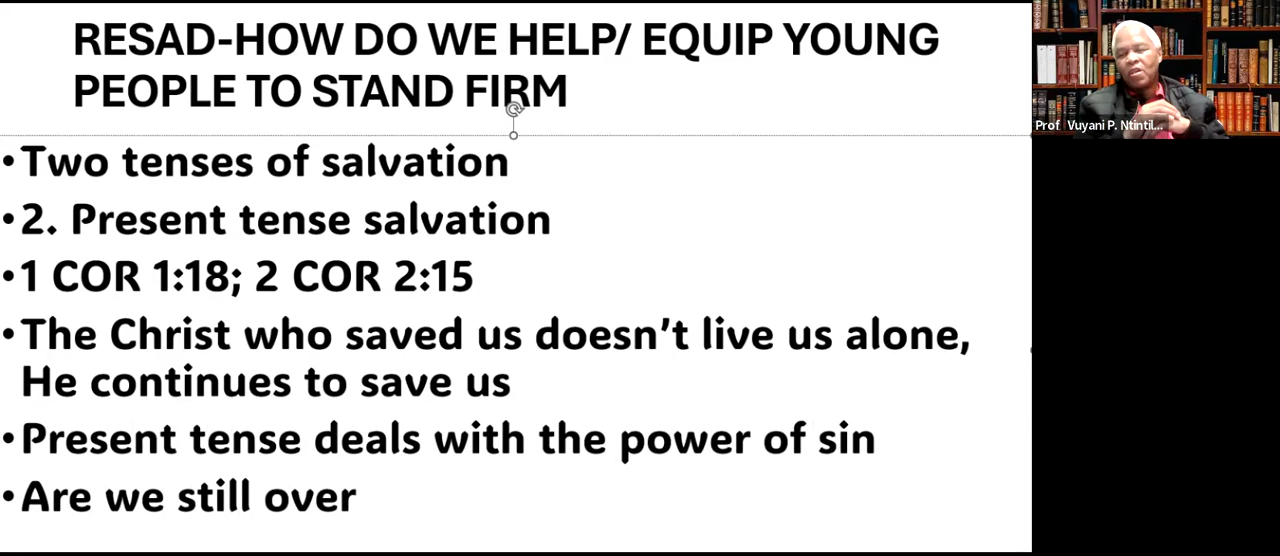 RESAD-HOW DO WE HELP/ EQUIP YOUNG
PEOPLE TO STAND FIRM
•Two tenses of salvation
•2. Present tense salvation
•1 COR 1:18; 2 COR 2:15
•The Christ who saved us doesn't live us alone,
He continues to save us
•Present tense deals with the power of sin
•Are we still over
Prof Vuyani P. Ntintil...